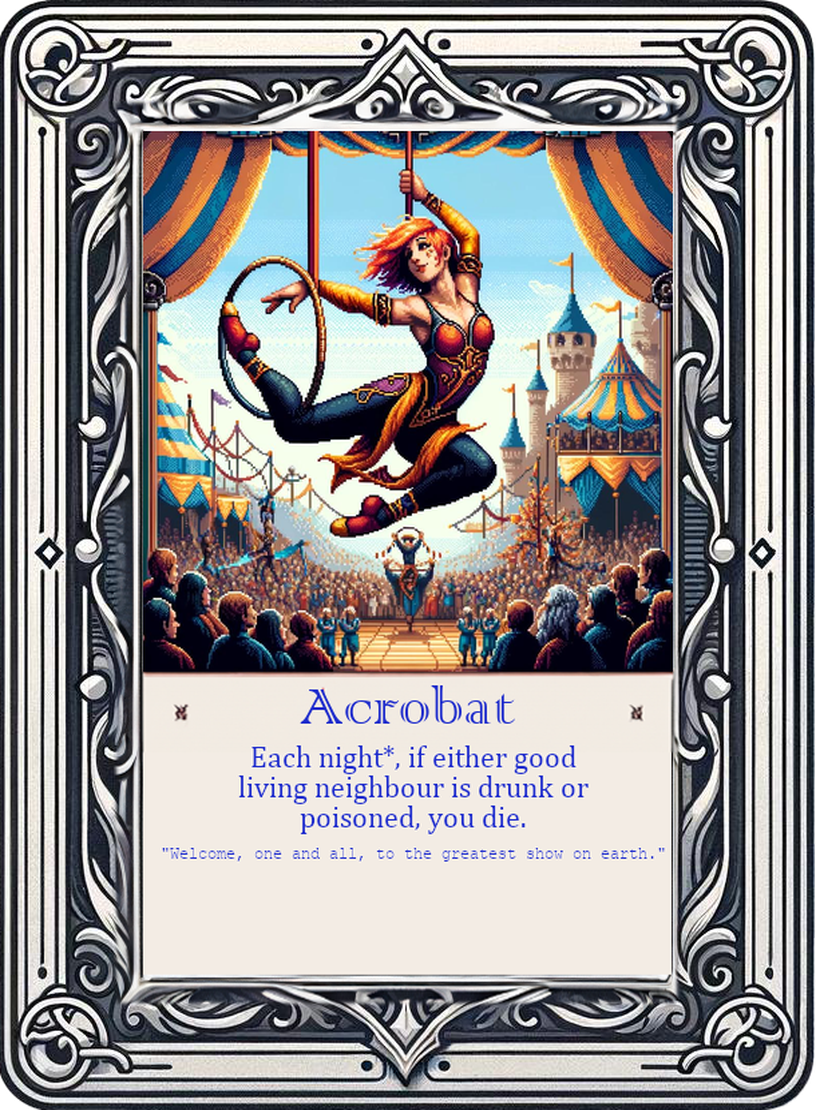 Acrobat
Each night*, if either good
living neighbour is drunk or
poisoned, you die.
"Welcome, one and all, to the greatest show on earth."